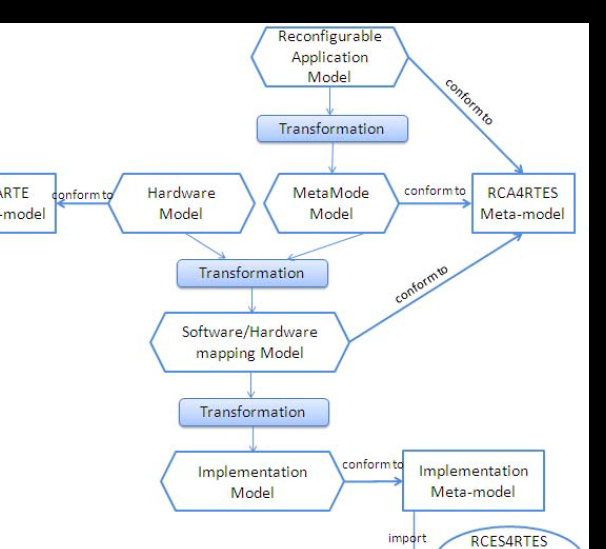 Reconfigurable
Application
Model
conform to
Transformation
ARTE
-model
conform to
Hardware
Model
MetaMode
Model
conform to
RCA4RTES
Meta-model
Transformation
conform to
Software/Hardware
mapping Model
Transformation
Implementation
Model
conform to
Implementation
Meta-model
import
RCES4RTES